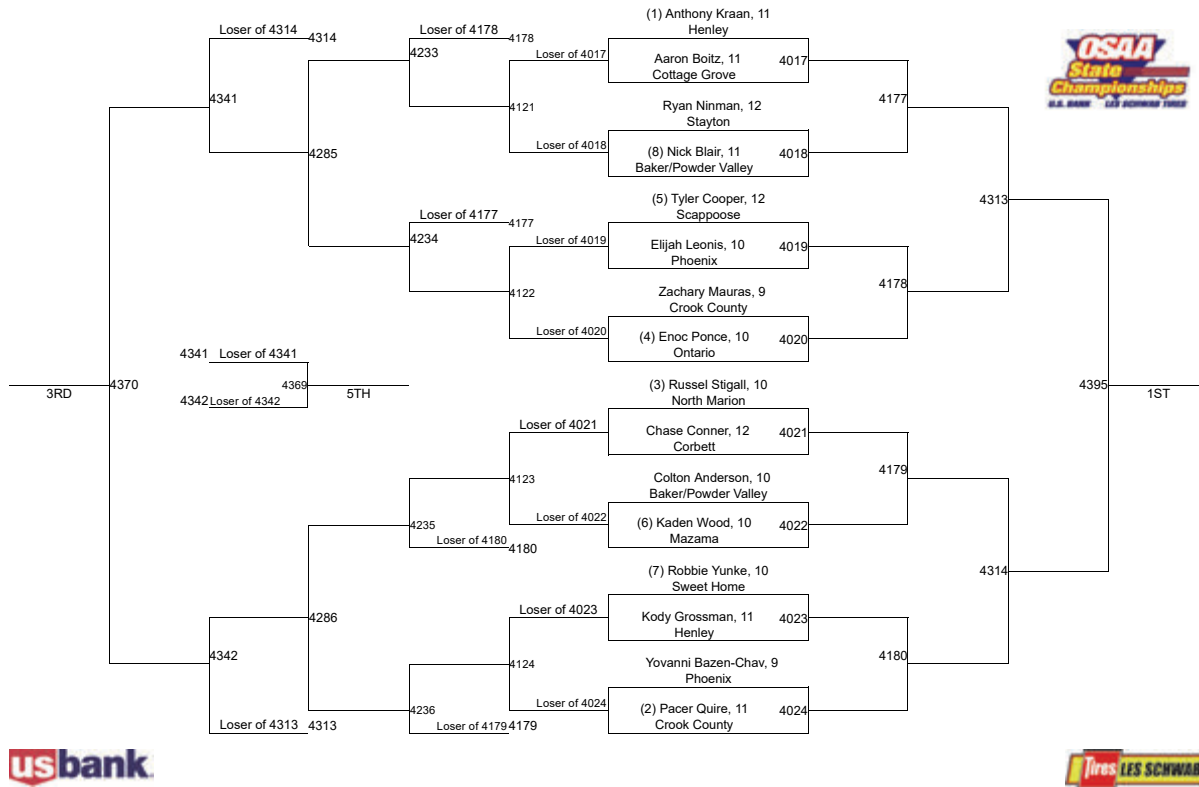 (1) Anthony Kraan, 11
Henley
Loser of 4314
4314
Loser of 4178
4178
4233
Loser of 4017
Aaron Boitz, 11
4017
Cottage Grove
OSAA
State
Championships
U.S. BANK LES SCHWAB TIRES
4341
4121
Ryan Ninman, 12
Stayton
4177
4285
Loser of 4018
(8) Nick Blair, 11
4018
Baker/Powder Valley
(5) Tyler Cooper, 12
Scappoose
4313
Loser of 4177
4177
4234
Loser of 4019
Elijah Leonis, 10
4019
Phoenix
4122
Zachary Mauras, 9
Crook County
4178
Loser of 4020
(4) Enoc Ponce, 10
4020
Ontario
4341
Loser of 4341
3RD
4370
4369
5TH
4342
Loser of 4342
(3) Russel Stigall, 10
North Marion
4395
1ST
Loser of 4021
Chase Conner, 12
4021
Corbett
4123
Colton Anderson, 10
Baker/Powder Valley
4179
4235
Loser of 4022
(6) Kaden Wood, 10
4022
Mazama
Loser of 4180
4180
(7) Robbie Yunke, 10
Sweet Home
4314
4286
Loser of 4023
Kody Grossman, 11
4023
Henley
4342
4124
Yovanni Bazen-Chav, 9
Phoenix
4180
4236
Loser of 4024
(2) Pacer Quire, 11
4024
Crook County
Loser of 4313
4313
Loser of 4179
4179
usbank
Tires LES SCHWAB